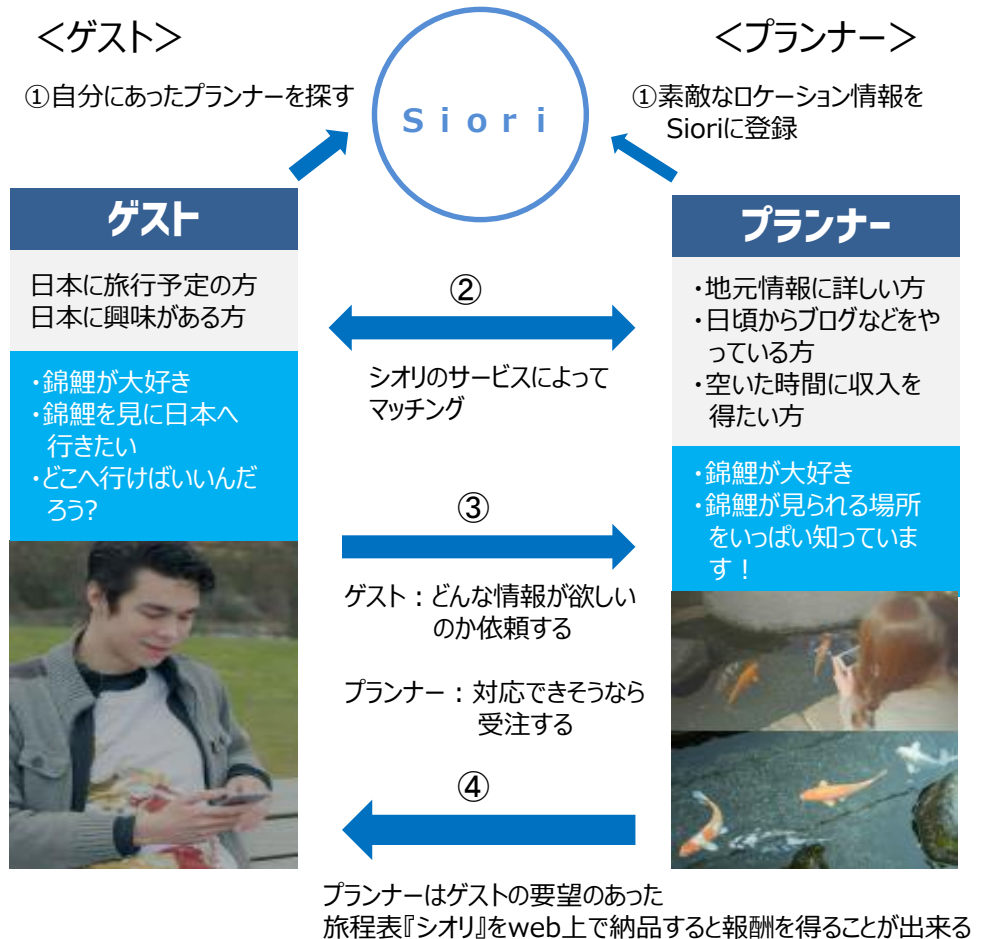 ＜ゲスト＞
①自分にあったプランナーを探す
Ｓｉｏｒｉ
＜プランナー＞
①素敵なロケーション情報を
Sioriに登録
ゲスト
日本に旅行予定の方
日本に興味がある方
・錦鯉が大好き
・錦鯉を見に日本へ
行きたい
・どこへ行けばいいんだ
ろう?
②
シオリのサービスによって
マッチング
③
ゲスト：どんな情報が欲しい
のか依頼する
プランナー：対応できそうなら
受注する
④
プランナー
・地元情報に詳しい方
・日頃からブログなどをや
っている方
・空いた時間に収入を
得たい方
・錦鯉が大好き
・錦鯉が見られる場所
をいっぱい知っていま
す！
プランナーはゲストの要望のあった
旅程表『シオリ』をweb上で納品すると報酬を得ることが出来る